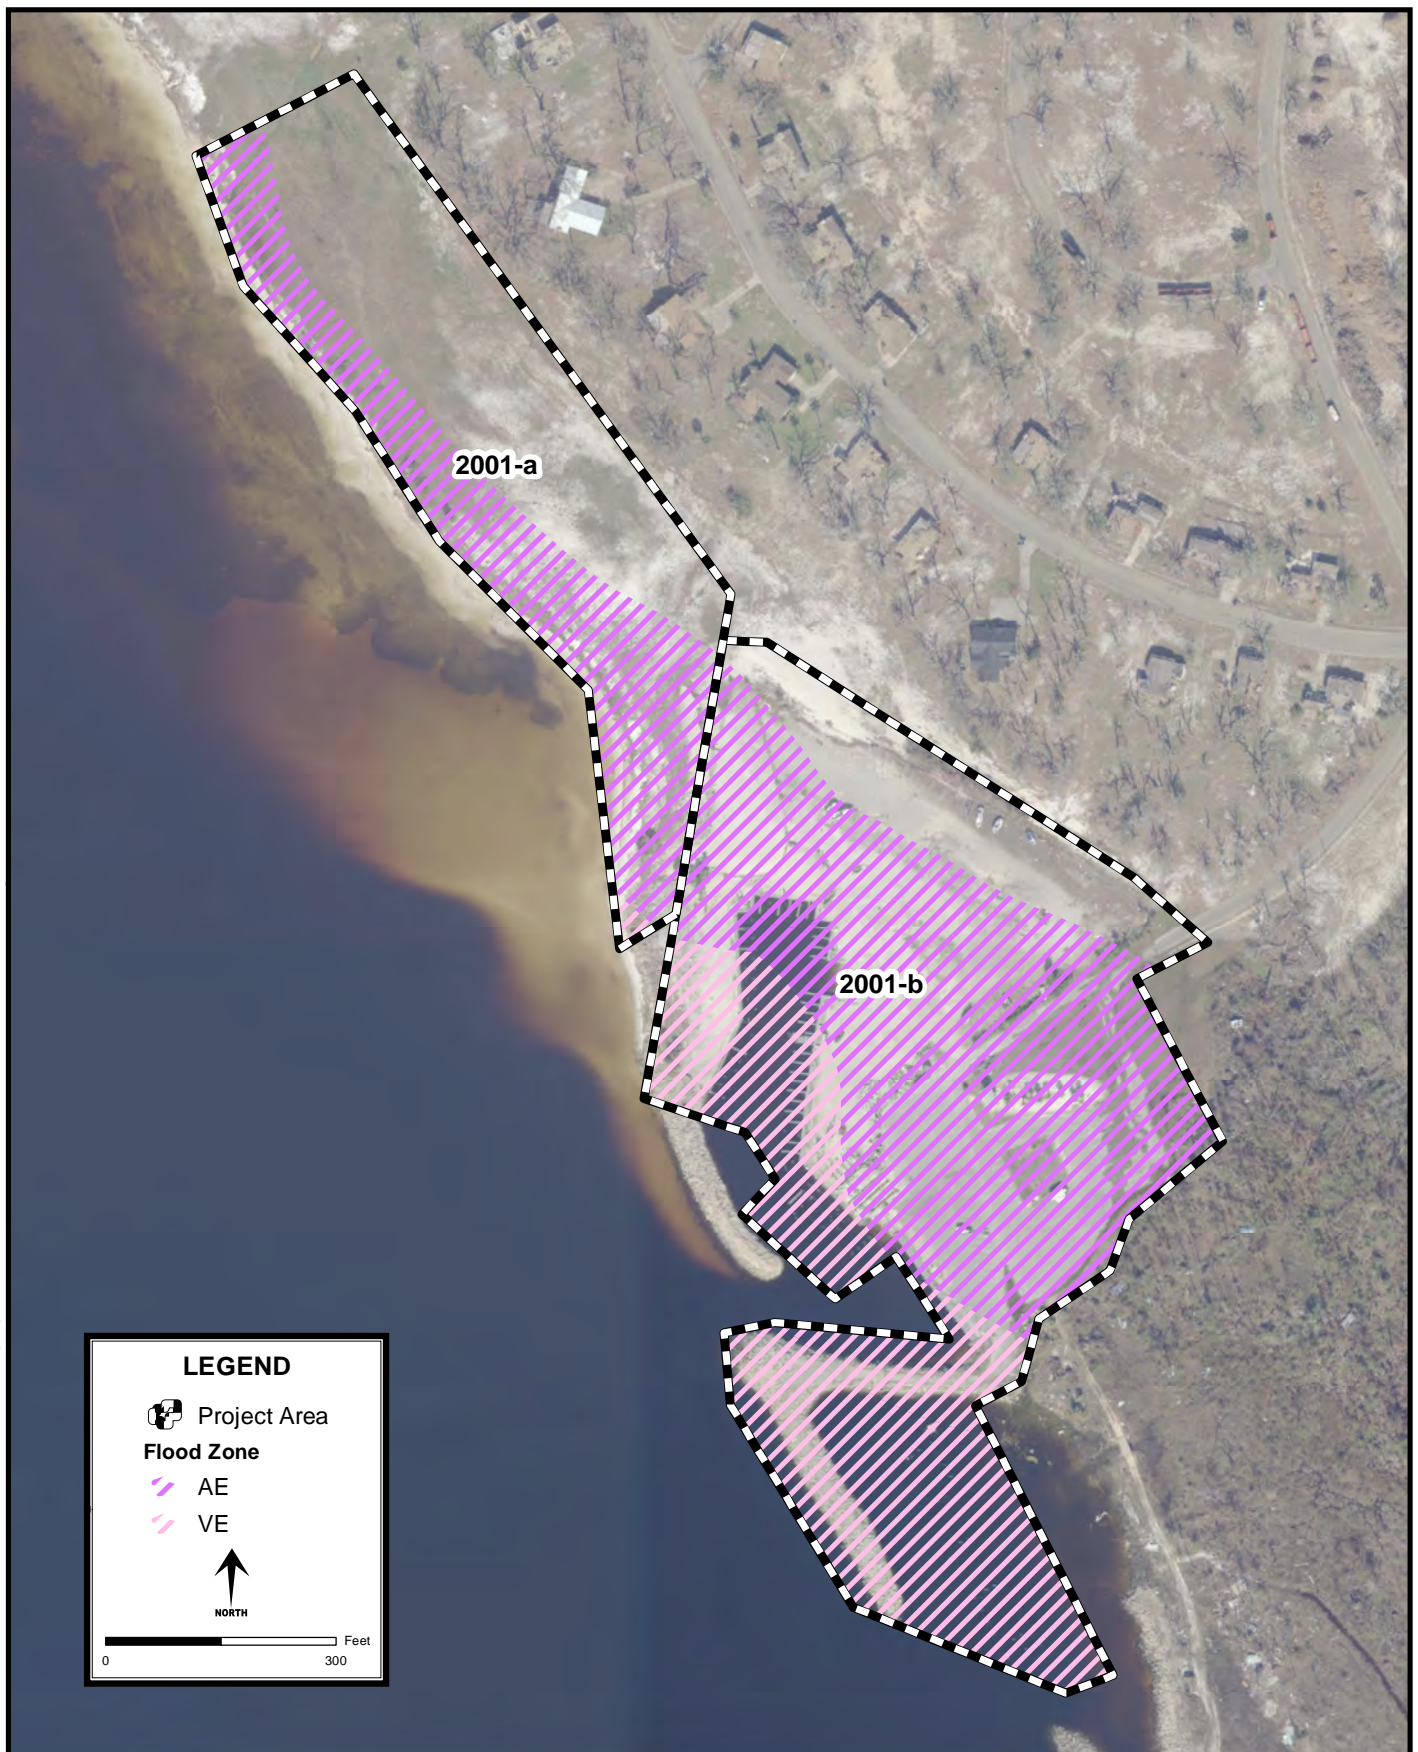 2001-a
2001-b
LEGEND
Project Area
Flood Zone
AE
VE
NORTH
Feet
0 300